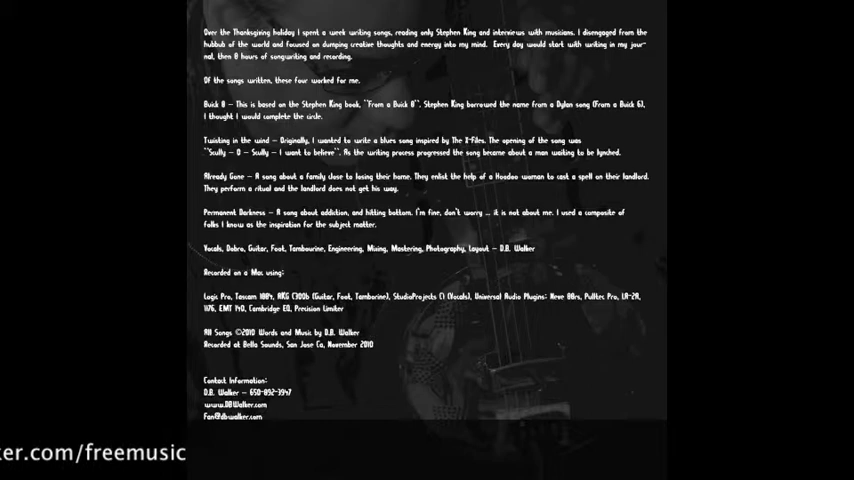 Over the Thanksgiving holiday I spent a week writing songs, reading only Stephen King and interviews with musicians. I disengaged from the
hubbub of the world and focused on dumping creative thoughts and energy into my mind. Every day would start with writing in my jour-
nal, then 8 hours of songwriting and recording.
Of the songs written, these four worked for me.
Buick 8 – This is based on the Stephen King book, ``From a Buick 8''. Stephen King borrowed the name from a Dylan song (From a Buick 6),
I thought I would complete the circle.
Twisting in the wind – Originally, I wanted to write a blues song inspired by The X-Files. The opening of the song was
``Scully – O – Scully – I want to believe''. As the writing process progressed the song became about a man waiting to be lynched.
Already Gone – A song about a family close to losing their home. They enlist the help of a Hoodoo woman to cast a spell on their landlord.
They perform a ritual and the landlord does not get his way.
Permanent Darkness – A song about addiction, and hitting bottom. I'm fine, don't worry ... it is not about me. I used a composite of
folks I know as the inspiration for the subject matter.
Vocals, Dobro, Guitar, Foot, Tambourine, Engineering, Mixing, Mastering, Photography, Layout – D.B. Walker
Recorded on a Mac using:
Logic Pro, Tascam 1884, AKG C300b (Guitar, Foot, Tamborine), StudioProjects C1 (Vocals), Universal Audio Plugins: Neve 88rs, Pulltec Pro, LA-2A,
1176, EMT 140, Cambridge EQ, Precision Limiter
All Songs ©2010 Words and Music by D.B. Walker
Recorded at Bella Sounds, San Jose Ca, November 2010
Contact Information:
D.B. Walker – 650-892-3947
www.DBWalker.com
Fan@dbwalker.com
ker.com/freemusic